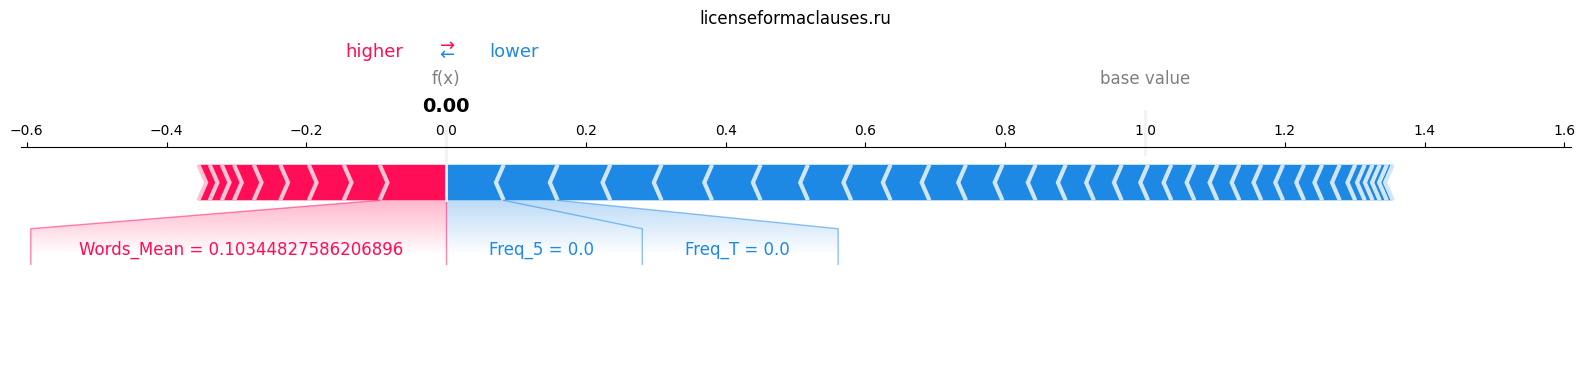 licenseformaclauses.ru
higher → ← lower
f(x) base value
0.00
−0.6 −0.4 −0.2 0.0 0.2 0.4 0.6 0.8 1.0 1.2 1.4 1.6
Words_Mean = 0.10344827586206896 Freq_5 = 0.0 Freq_T = 0.0